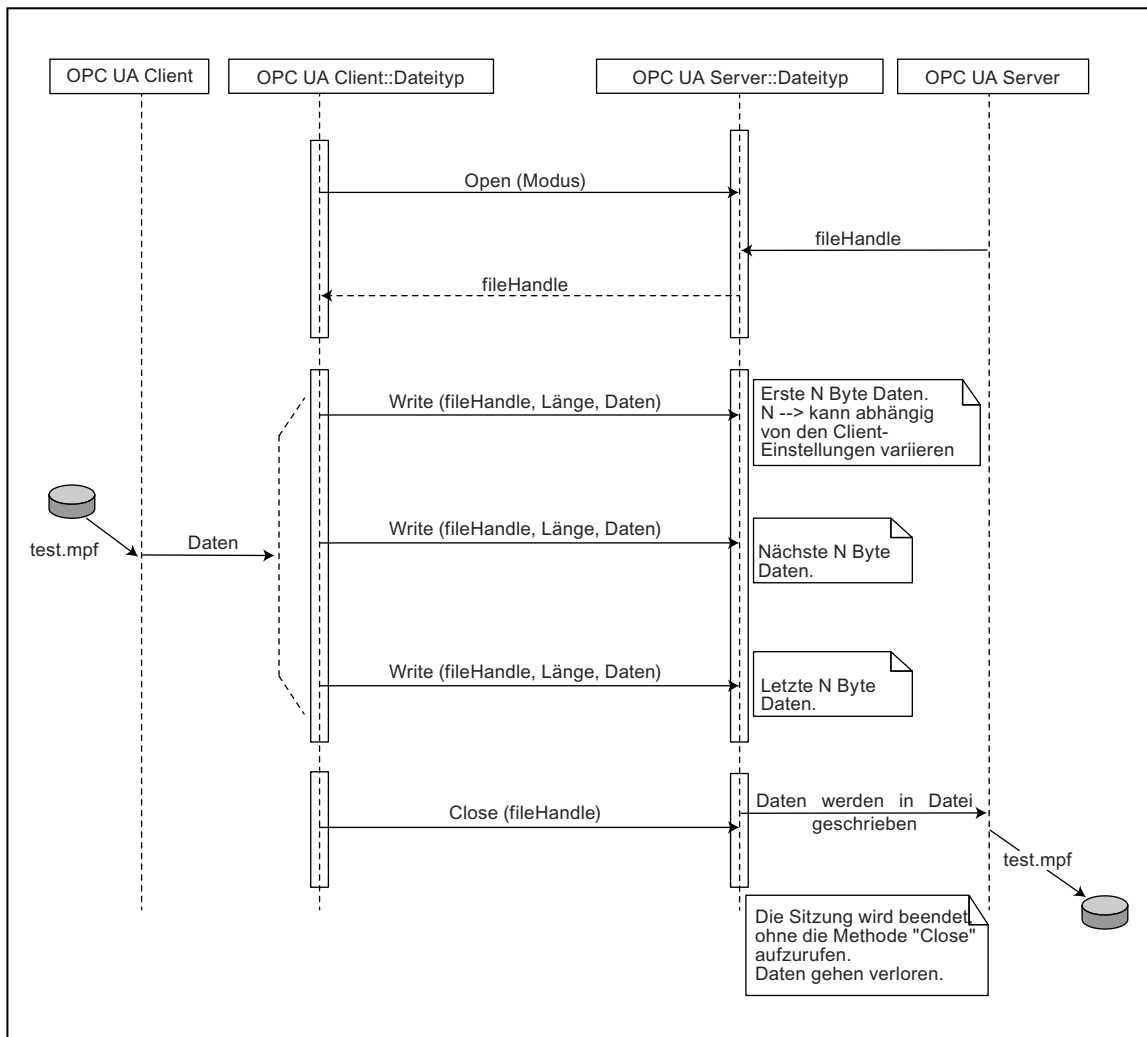 OPC UA Client
OPC UA Client::Dateityp
OPC UA Server::Dateityp
OPC UA Server
Open (Modus)
fileHandle
fileHandle
Write (fileHandle, Länge, Daten)
Erste N Byte Daten.
N --> kann abhängig
von den Client-
Einstellungen variieren
test.mpf
Daten
Write (fileHandle, Länge, Daten)
Nächste N Byte
Daten.
Write (fileHandle, Länge, Daten)
Letzte N Byte
Daten.
Close (fileHandle)
Daten werden in Datei
geschrieben
test.mpf
Die Sitzung wird beendet,
ohne die Methode "Close"
aufzurufen.
Daten gehen verloren.